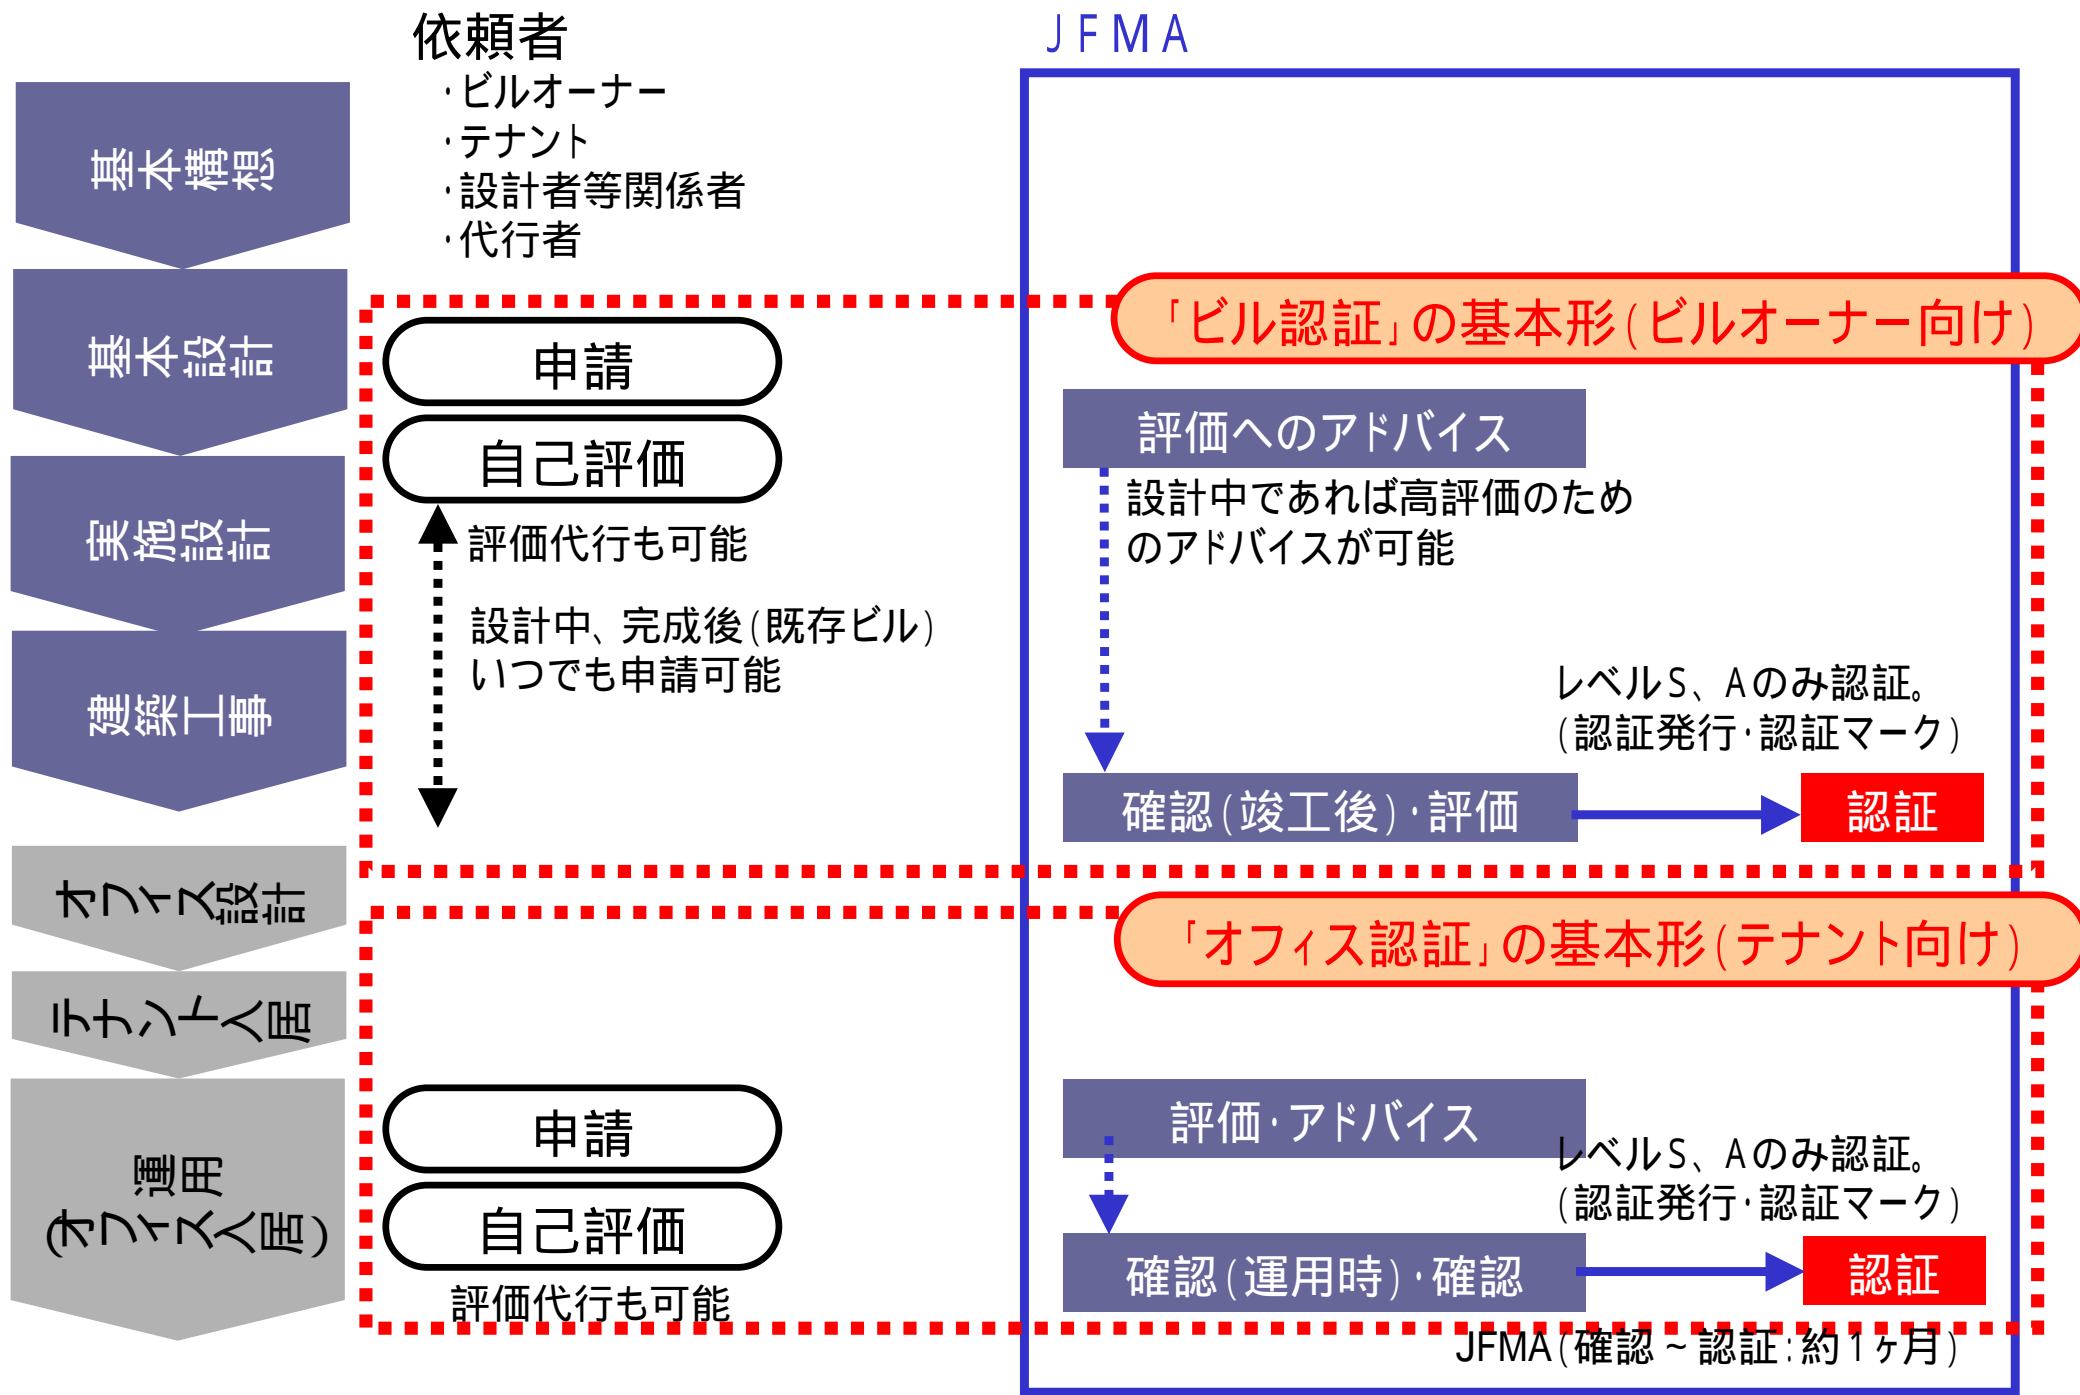 依頼者
・ビルオーナー
・テナント
・設計者等関係者
・代行者
JFMA
基本構想
基本設計
実施設計
建築工事
オフィス設計
テナント入居
運用
(オフィス入居)
「ビル認証」の基本形(ビルオーナー向け)
申請
自己評価
評価代行も可能
設計中、完成後(既存ビル)
いつでも申請可能
評価へのアドバイス
設計中であれば高評価のため
のアドバイスが可能
レベルS、Aのみ認証。
(認証発行・認証マーク)
確認(竣工後)・評価
認証
「オフィス認証」の基本形(テナント向け)
申請
自己評価
評価代行も可能
評価・アドバイス
レベルS、Aのみ認証。
(認証発行・認証マーク)
確認(運用時)・確認
認証
JFMA(確認~認証:約1ヶ月)